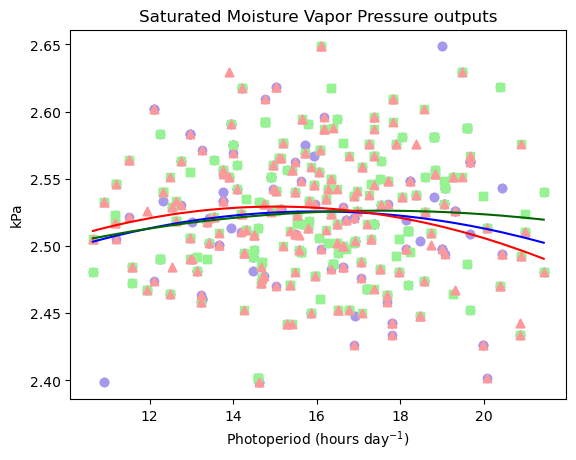 Saturated Moisture Vapor Pressure outputs
2.65
2.60
2.55
2.50
2.45
2.40
kPa
12 14 16 18 20
Photoperiod (hours day⁻¹)